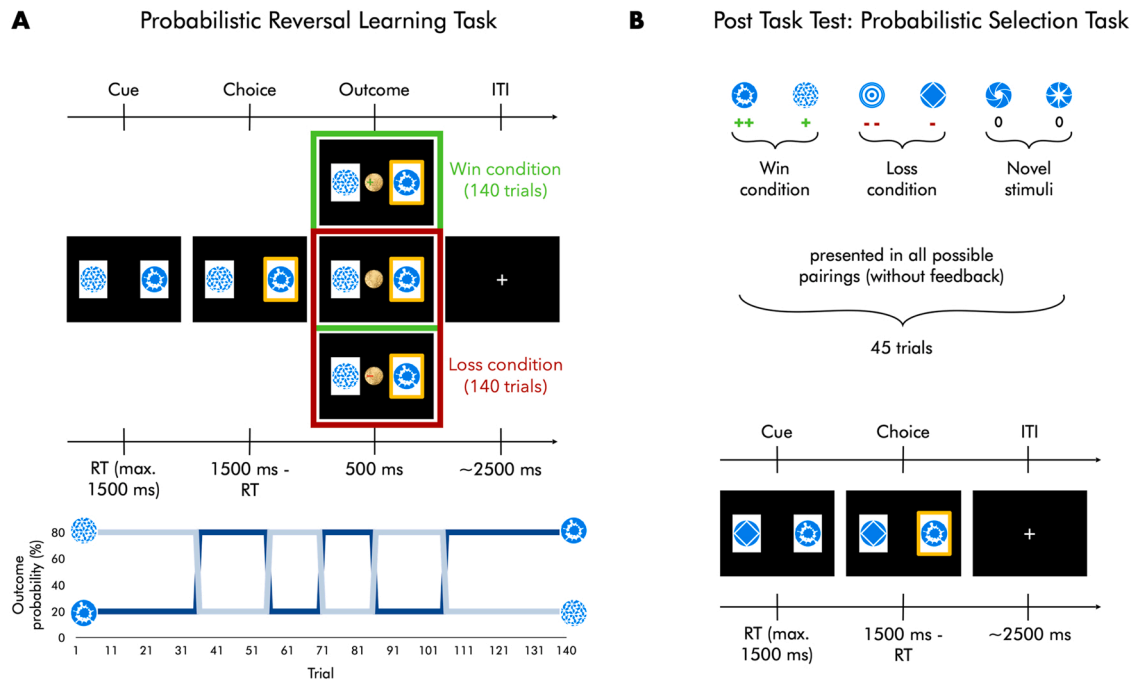 A
Probabilistic Reversal Learning Task
Cue
Choice
Outcome
ITI
+
Win condition
(140 trials)
+
-
Loss condition
(140 trials)
RT (max.
1500 ms)
1500 ms -
RT
500 ms
~2500 ms
Outcome
probability (%)
80
60
40
20
0
1
11
21
31
41
61
71
81
91
101
111
121
131
140
51
Trial
B
Post Task Test: Probabilistic Selection Task
++
+
--
-
0
0
Win
condition
Loss
condition
Novel
stimuli
presented in all possible
pairings (without feedback)
45 trials
Cue
Choice
ITI
+
RT (max.
1500 ms)
1500 ms -
RT
~2500 ms